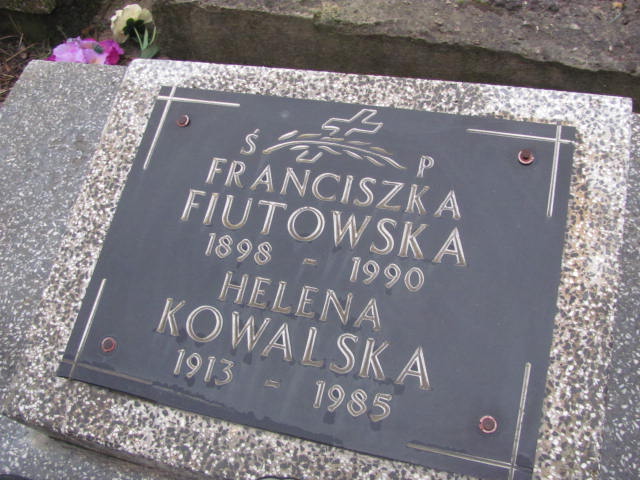 Ś P
FRANCISZKA
FIUTOWSKA
1898 - 1990
HELENA
KOWALSKA
1913 - 1985